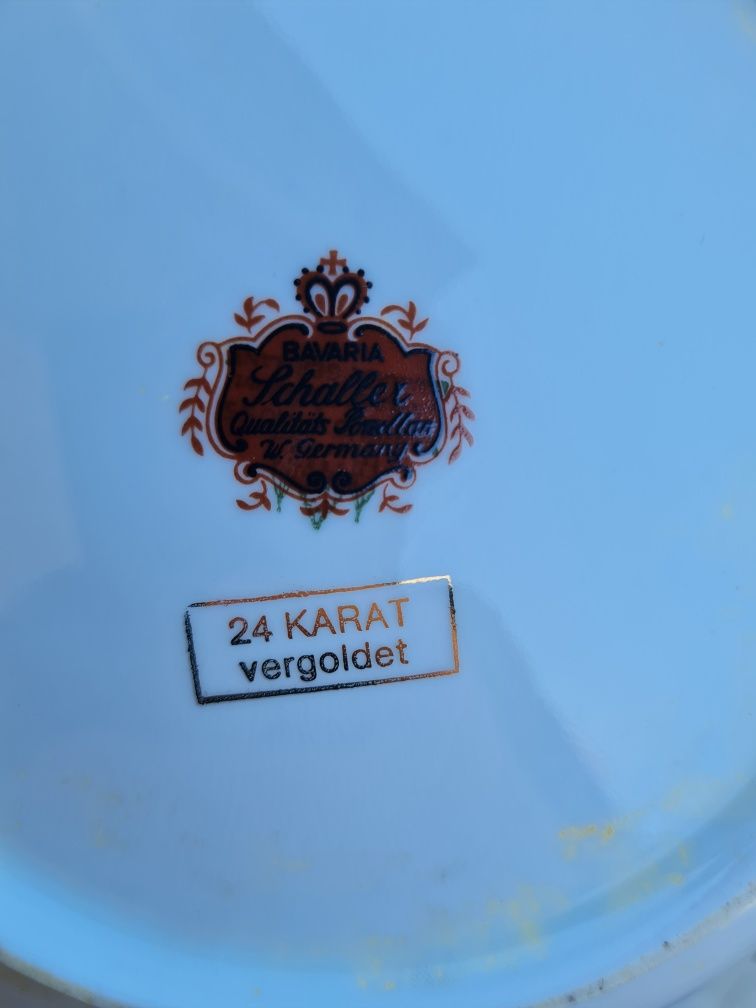 BAVARIA
Schaller
Qualitäts Porzellan
W. Germany
24 KARAT
vergoldet